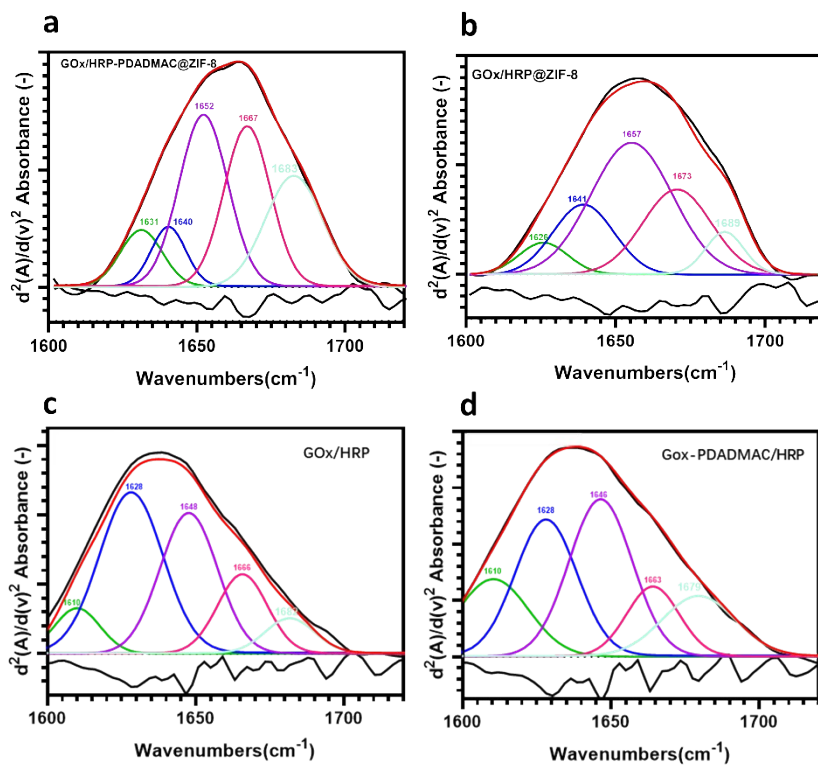 a
GOx/HRP-PDADMAC@ZIF-8
1652
1667
1683
1631
1640
d²(A)/d(v)² Absorbance (-)
1600
1650
1700
Wavenumbers(cm⁻¹)
b
GOx/HRP@ZIF-8
1657
1673
1641
1626
1689
d²(A)/d(v)² Absorbance (-)
1600
1650
1700
Wavenumbers(cm⁻¹)
c
GOx/HRP
1628
1648
1666
1610
d²(A)/d(v)² Absorbance (-)
1600
1650
1700
Wavenumbers(cm⁻¹)
d
Gox-PDADMAC/HRP
1646
1628
1610
1663
1679
d²(A)/d(v)² Absorbance (-)
1600
1650
1700
Wavenumbers(cm⁻¹)